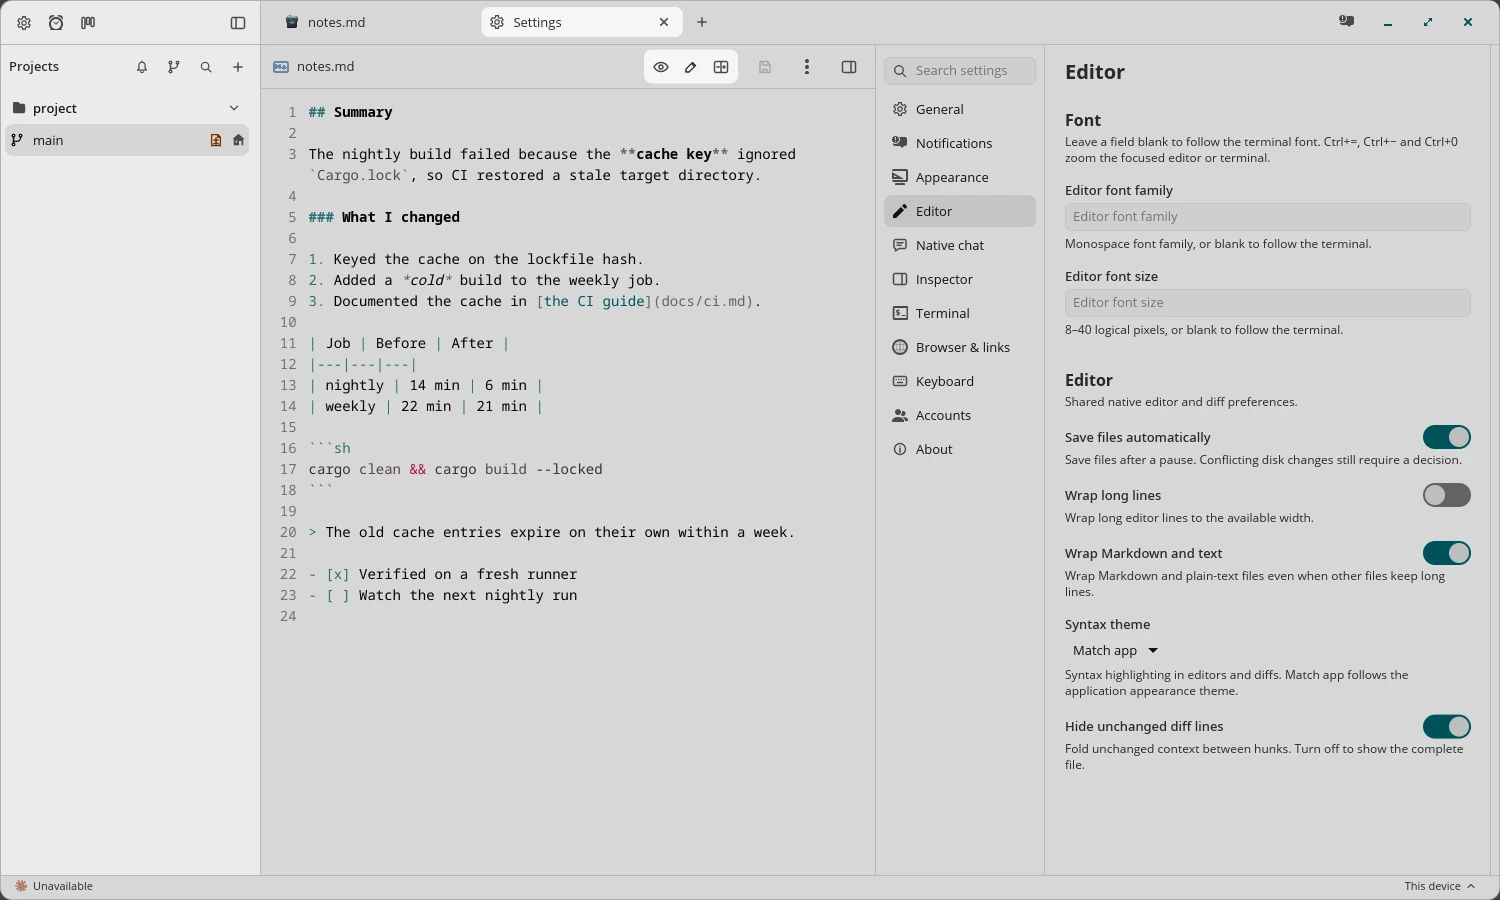 notes.md
Settings
Projects
project
main
notes.md
1 ## Summary
2
3 The nightly build failed because the **cache key** ignored
`Cargo.lock`, so CI restored a stale target directory.
4
5 ### What I changed
6
7 1. Keyed the cache on the lockfile hash.
8 2. Added a *cold* build to the weekly job.
9 3. Documented the cache in [the CI guide](docs/ci.md).
10
11 | Job | Before | After |
12 |---|---|---|
13 | nightly | 14 min | 6 min |
14 | weekly | 22 min | 21 min |
15
16 ```sh
17 cargo clean && cargo build --locked
18 ```
19
20 > The old cache entries expire on their own within a week.
21
22 - [x] Verified on a fresh runner
23 - [ ] Watch the next nightly run
24
Search settings
General
Notifications
Appearance
Editor
Native chat
Inspector
Terminal
Browser & links
Keyboard
Accounts
About
Editor
Font
Leave a field blank to follow the terminal font. Ctrl+=, Ctrl+− and Ctrl+0
zoom the focused editor or terminal.
Editor font family
Editor font family
Monospace font family, or blank to follow the terminal.
Editor font size
Editor font size
8–40 logical pixels, or blank to follow the terminal.
Editor
Shared native editor and diff preferences.
Save files automatically
Save files after a pause. Conflicting disk changes still require a decision.
Wrap long lines
Wrap long editor lines to the available width.
Wrap Markdown and text
Wrap Markdown and plain-text files even when other files keep long
lines.
Syntax theme
Match app
Syntax highlighting in editors and diffs. Match app follows the
application appearance theme.
Hide unchanged diff lines
Fold unchanged context between hunks. Turn off to show the complete
file.
Unavailable
This device